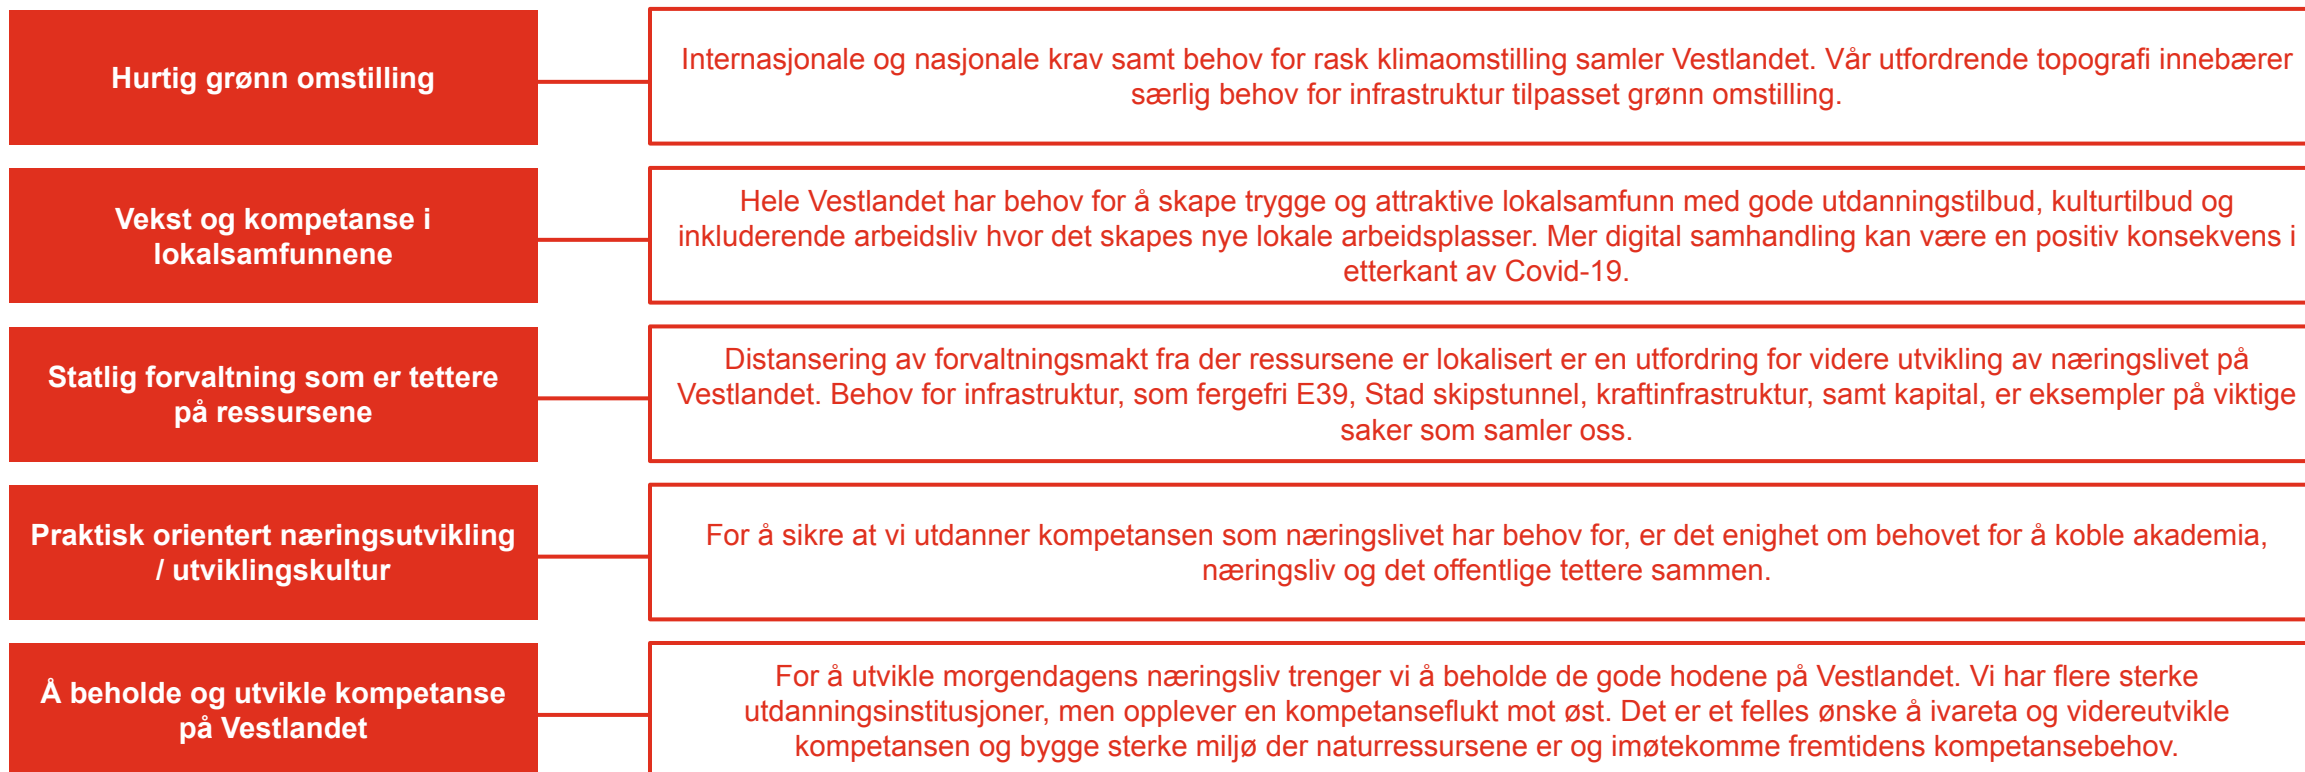 Hurtig grønn omstilling
Internasjonale og nasjonale krav samt behov for rask klimaomstilling samler Vestlandet. Vår utfordrende topografi innebærer
særlig behov for infrastruktur tilpasset grønn omstilling.
Vekst og kompetanse i
lokalsamfunnene
Hele Vestlandet har behov for å skape trygge og attraktive lokalsamfunn med gode utdanningstilbud, kulturtilbud og
inkluderende arbeidsliv hvor det skapes nye lokale arbeidsplasser. Mer digital samhandling kan være en positiv konsekvens i
etterkant av Covid-19.
Statlig forvaltning som er tettere
på ressursene
Distansering av forvaltningsmakt fra der ressursene er lokalisert er en utfordring for videre utvikling av næringslivet på
Vestlandet. Behov for infrastruktur, som fergefri E39, Stad skipstunnel, kraftinfrastruktur, samt kapital, er eksempler på viktige
saker som samler oss.
Praktisk orientert næringsutvikling
/ utviklingskultur
For å sikre at vi utdanner kompetansen som næringslivet har behov for, er det enighet om behovet for å koble akademia,
næringsliv og det offentlige tettere sammen.
Å beholde og utvikle kompetanse
på Vestlandet
For å utvikle morgendagens næringsliv trenger vi å beholde de gode hodene på Vestlandet. Vi har flere sterke
utdanningsinstitusjoner, men opplever en kompetanseflukt mot øst. Det er et felles ønske å ivareta og videreutvikle
kompetansen og bygge sterke miljø der naturressursene er og imøtekomme fremtidens kompetansebehov.